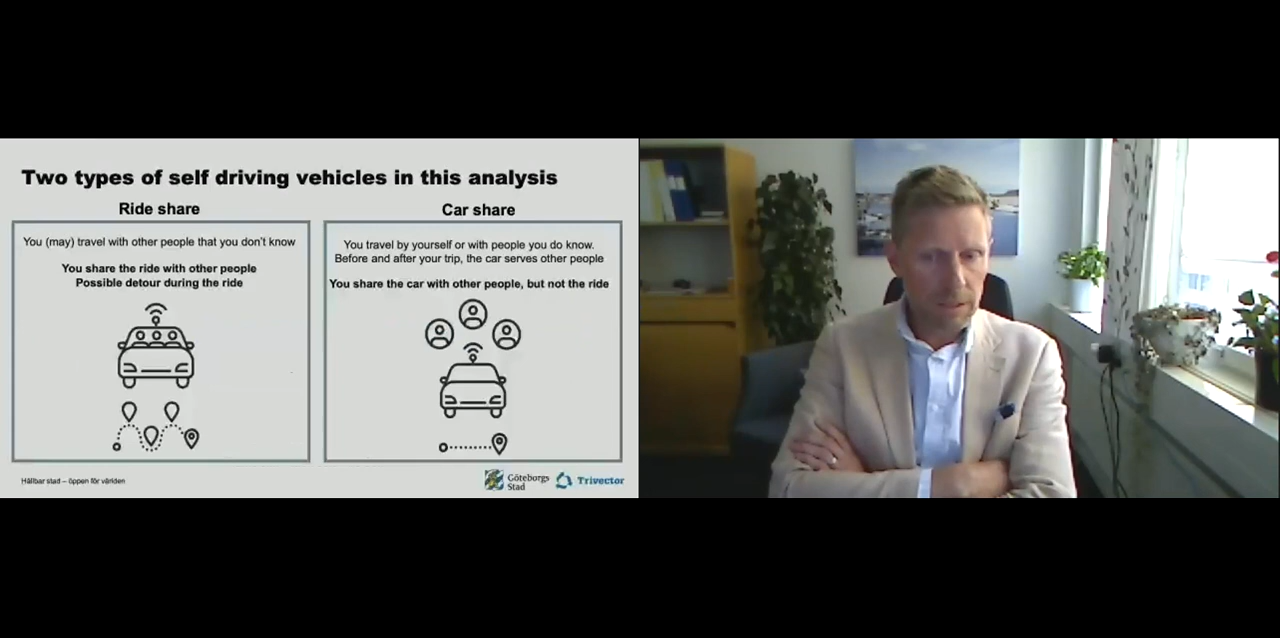 Two types of self driving vehicles in this analysis
Ride share
You (may) travel with other people that you don't know
You share the ride with other people
Possible detour during the ride
Car share
You travel by yourself or with people you do know.
Before and after your trip, the car serves other people
You share the car with other people, but not the ride
Hållbar stad – öppen för världen
Göteborgs
Stad
Trivector